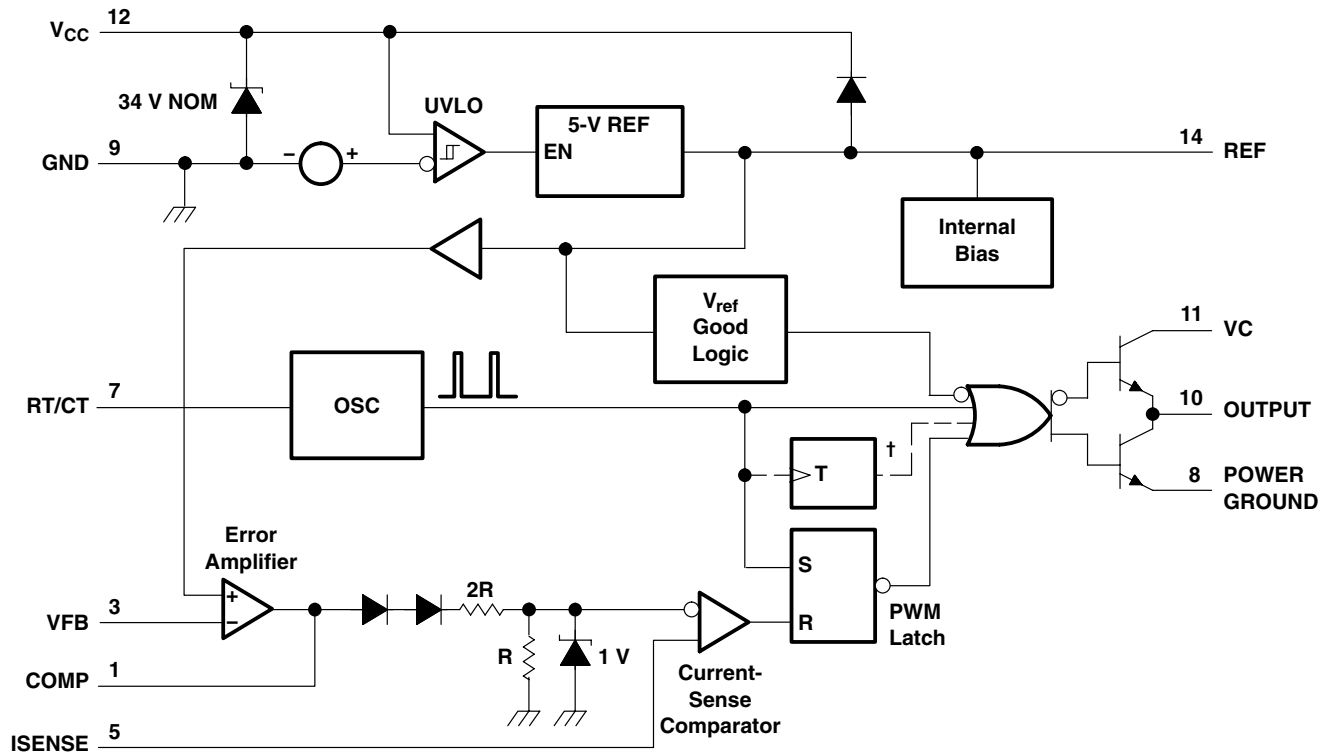 VCC 12
34 V NOM
UVLO
5-V REF
EN
GND 9
− +
14 REF
Internal
Bias
Vref
Good
Logic
11 VC
RT/CT 7
OSC
10 OUTPUT
†
T
8 POWER
GROUND
Error
Amplifier
S
2R
+
−
VFB 3
R
PWM
Latch
R
1 V
COMP 1
Current-
Sense
Comparator
ISENSE 5